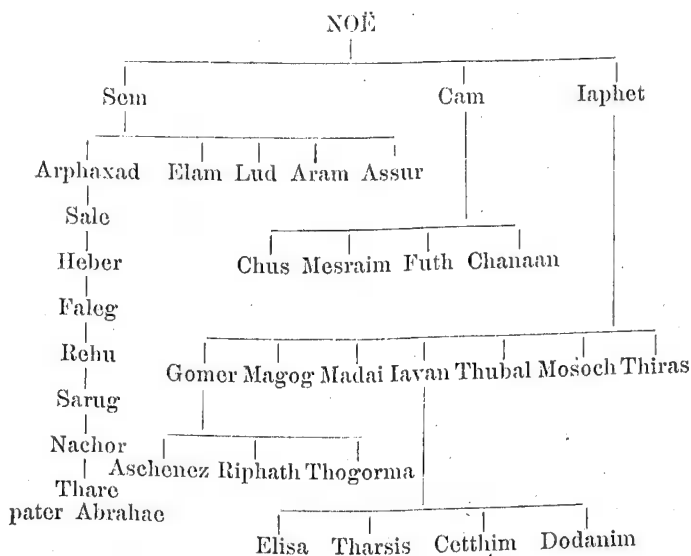 NOË
Sem Cam Iaphet
Arphaxad Elam Lud Aram Assur
Sale
Heber Chus Mesraim Futh Chanaan
Faleg
Rehu
Gomer Magog Madai Iavan Thubal Mosoch Thiras
Sarug
Nachor
Aschenez Riphath Thogorma
Thare
pater Abrahae
Elisa Tharsis Cetthim Dodanim